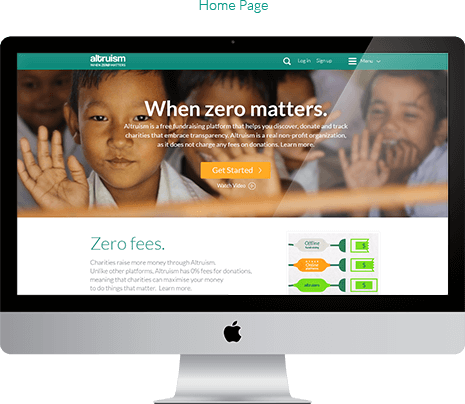 Home Page
altruism
WHEN ZERO MATTERS
Log in Sign up Menu
When zero matters.
Altruism is a free fundraising platform that helps you discover, donate and track
charities that embrace transparency. Altruism is a real non-profit organization,
as it does not charge any fees on donations. Learn more.
Get Started
Watch Video
Zero fees.
Charities raise more money through Altruism.
Unlike other platforms, Altruism has 0% fees for donations,
meaning that charities can maximise your money
to do things that matter. Learn more.
Offline
fundraising
$
Online
$
altruism
$